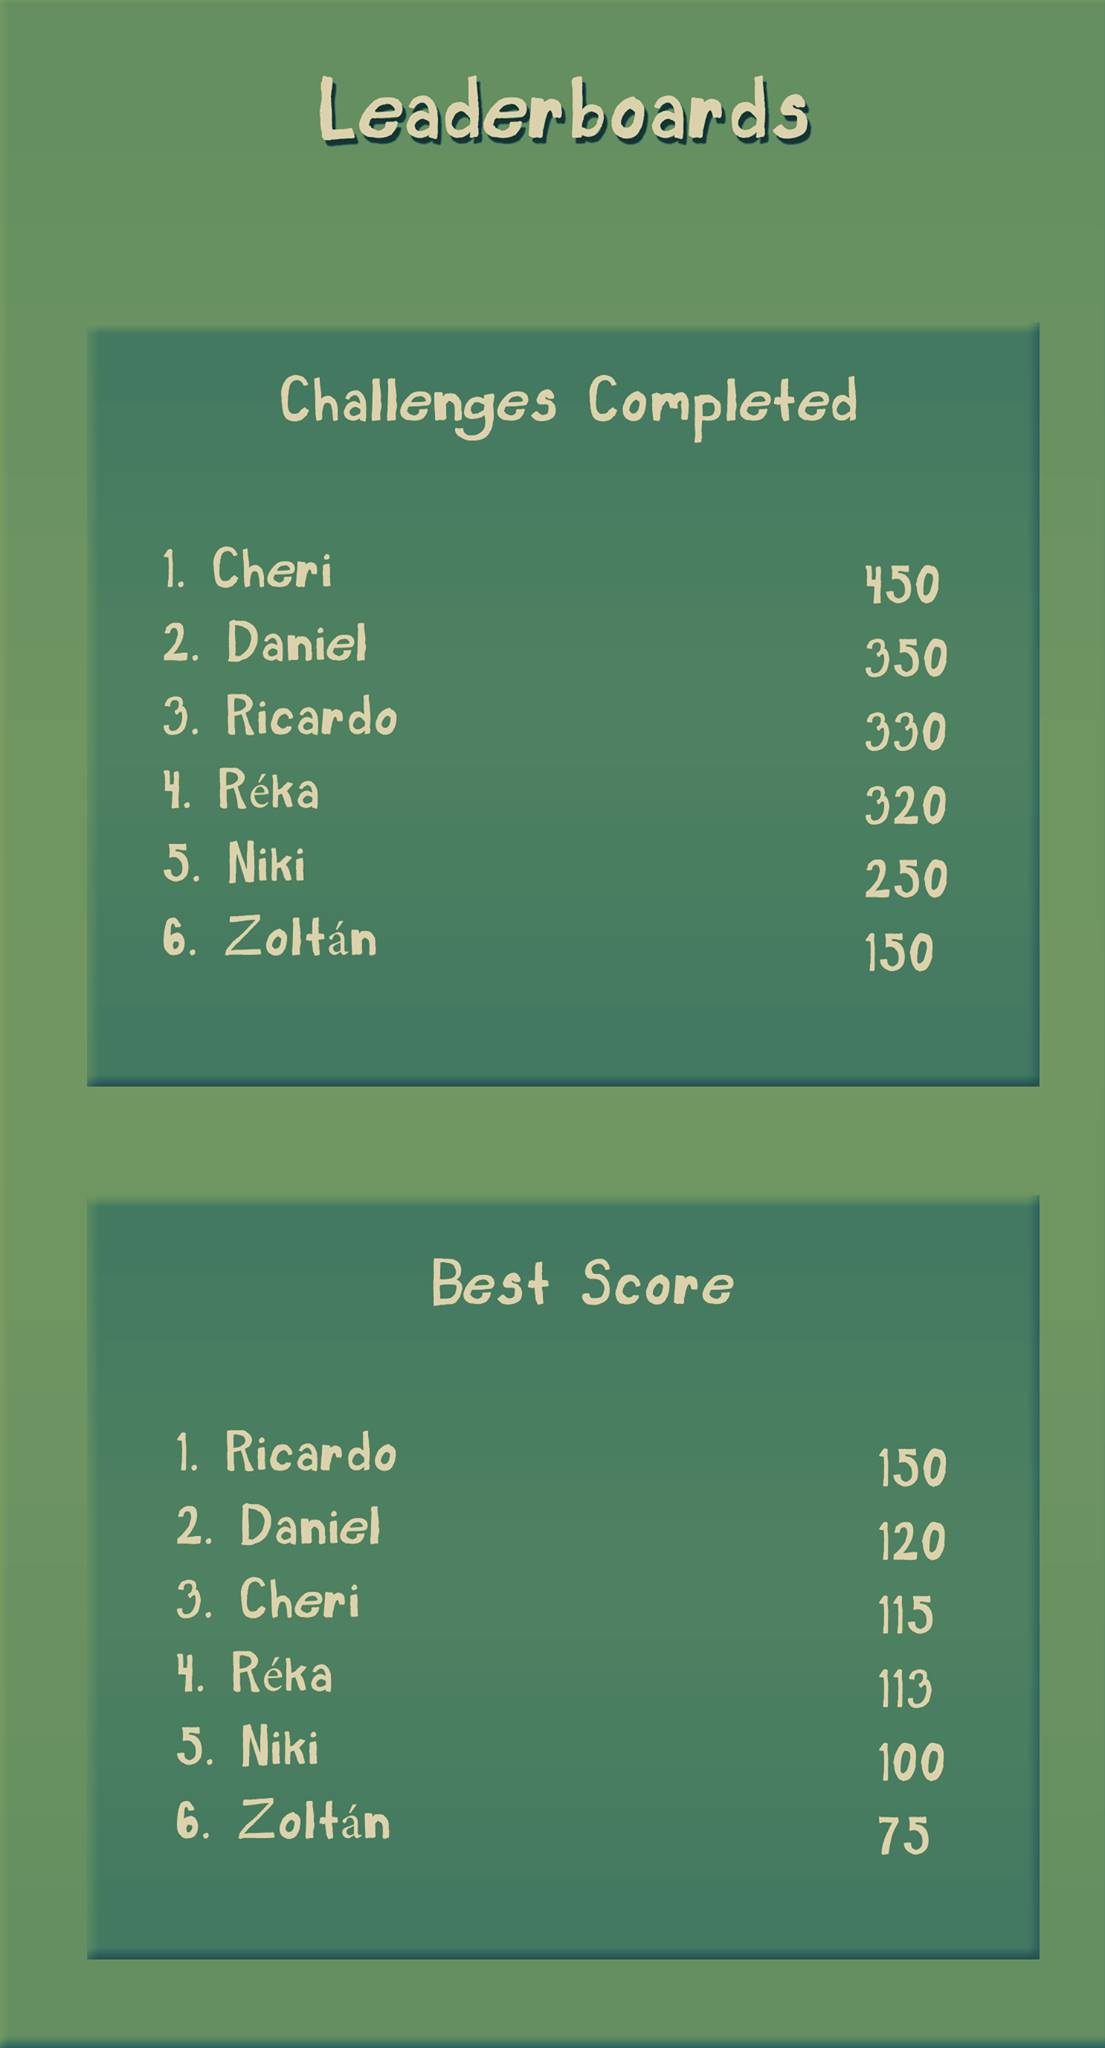 Leaderboards
Challenges Completed
1. Cheri 450
2. Daniel 350
3. Ricardo 330
4. Réka 320
5. Niki 250
6. Zoltán 150
Best Score
1. Ricardo 150
2. Daniel 120
3. Cheri 115
4. Réka 113
5. Niki 100
6. Zoltán 75